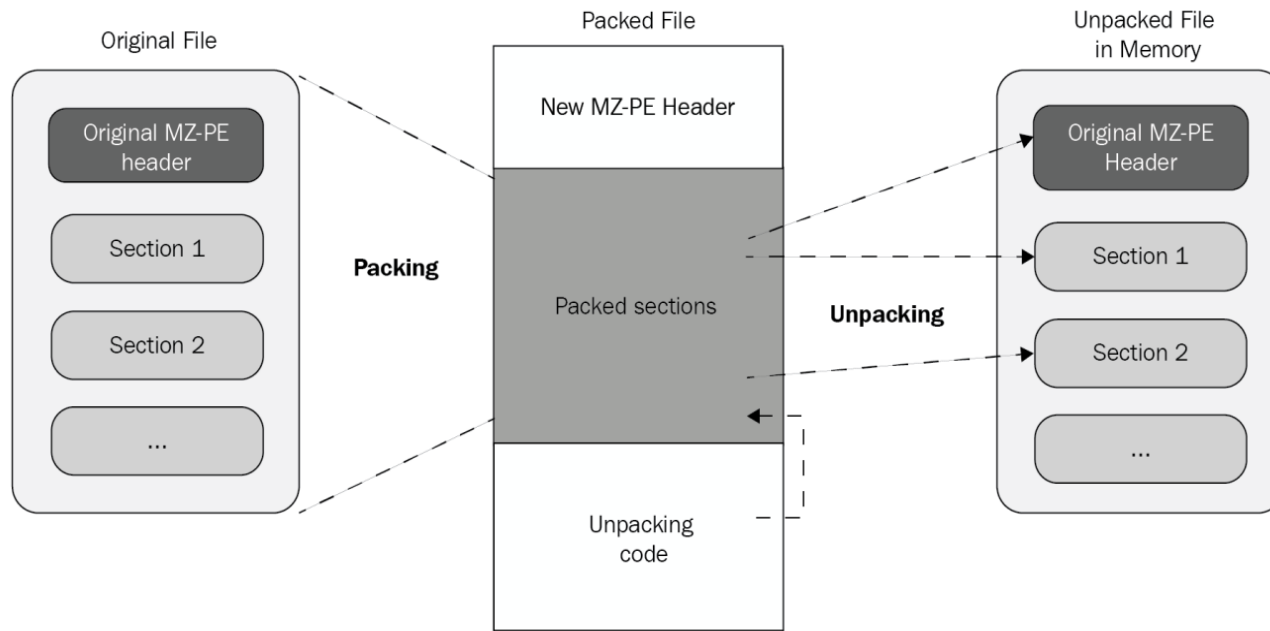 Original File
Original MZ-PE
header
Section 1
Section 2
...
Packing
Packed File
New MZ-PE Header
Packed sections
Unpacking
code
Unpacking
Unpacked File
in Memory
Original MZ-PE
Header
Section 1
Section 2
...